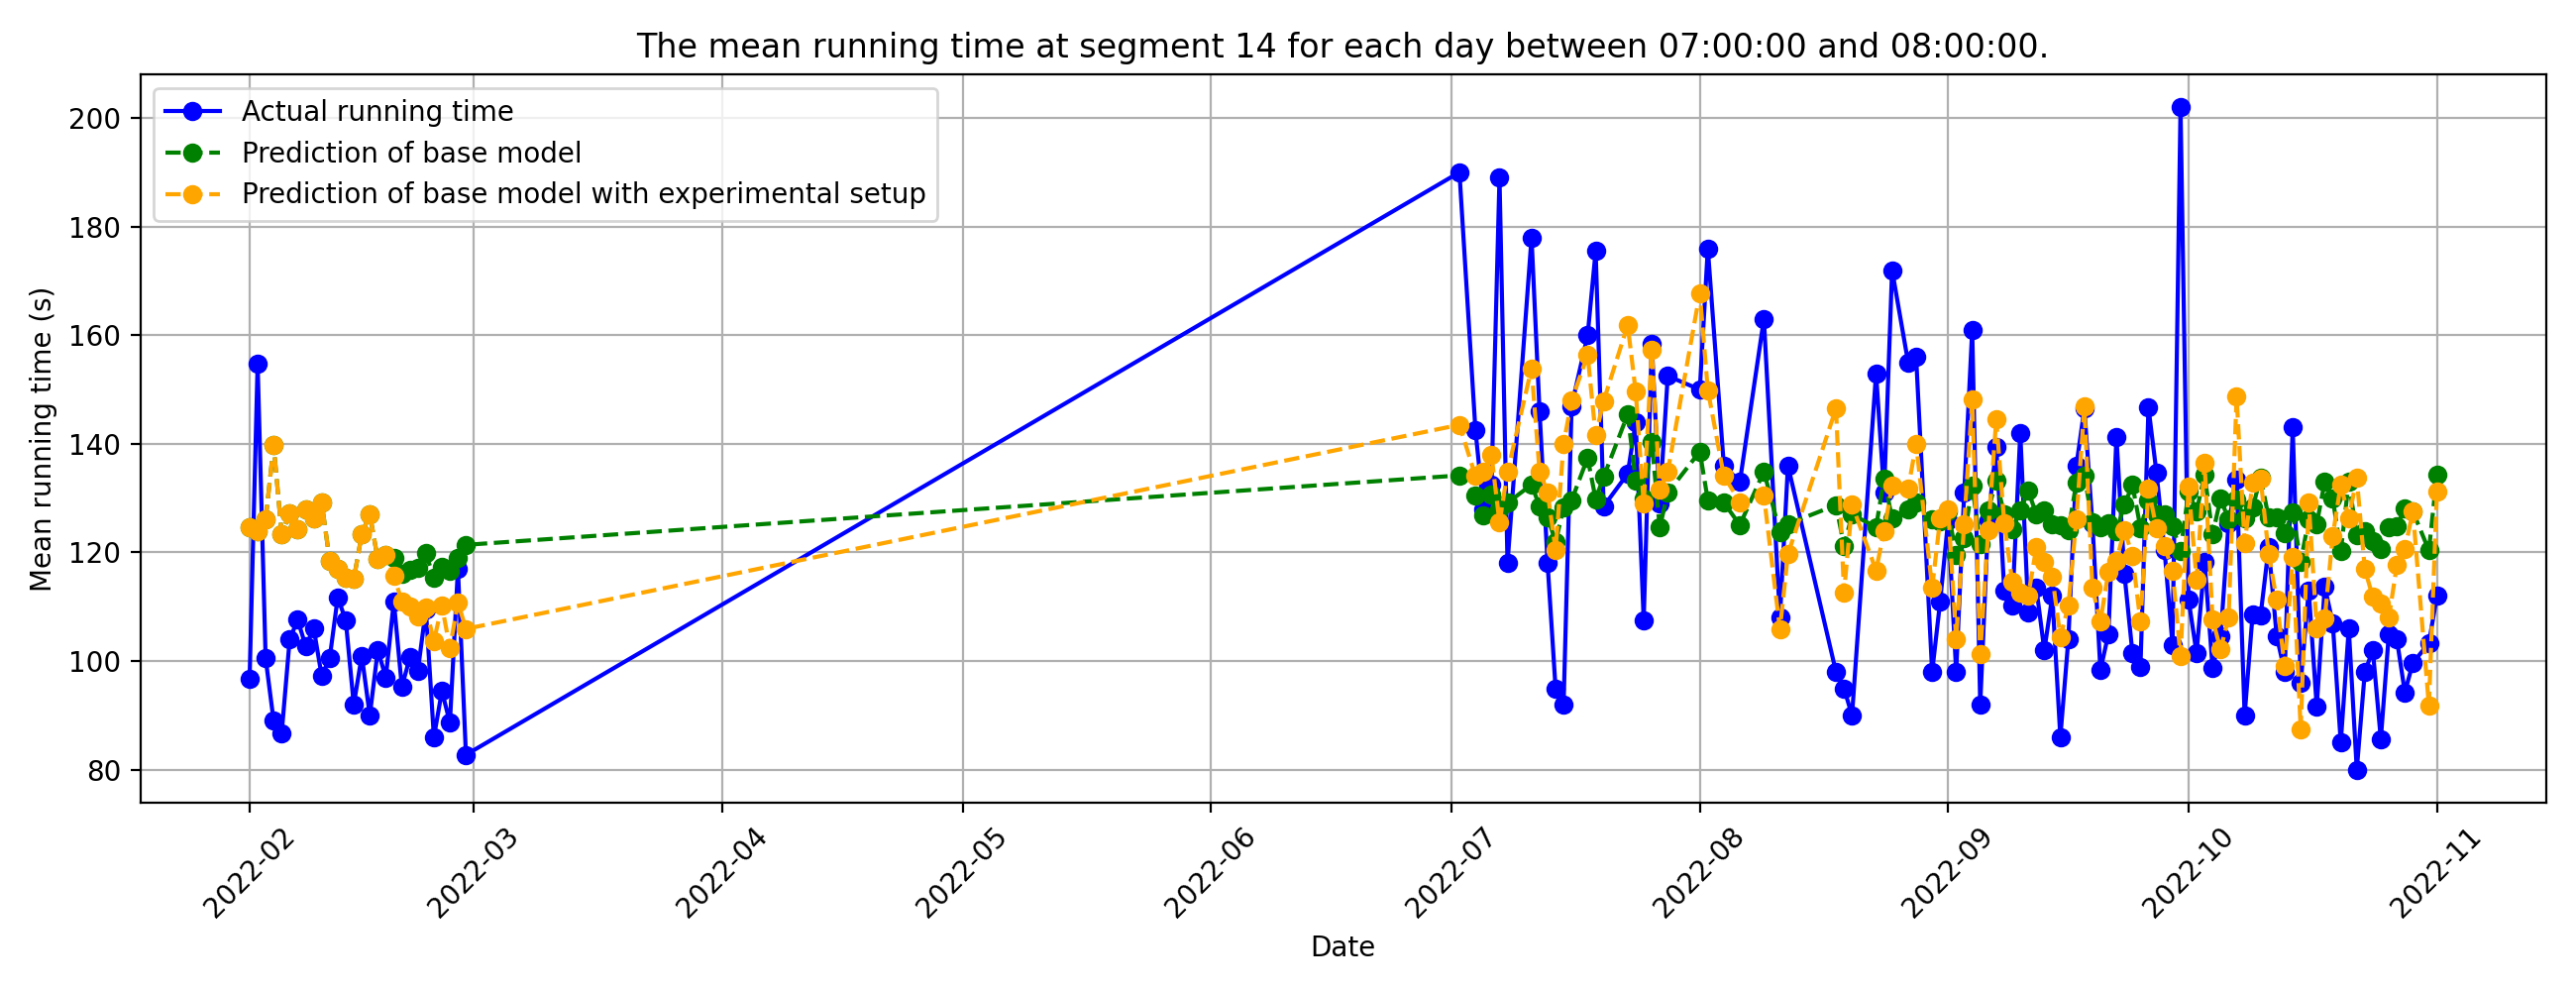 The mean running time at segment 14 for each day between 07:00:00 and 08:00:00.
Actual running time
Prediction of base model
Prediction of base model with experimental setup
Mean running time (s)
200
180
160
140
120
100
80
2022-02
2022-03
2022-04
2022-05
2022-06
2022-07
2022-08
2022-09
2022-10
2022-11
Date